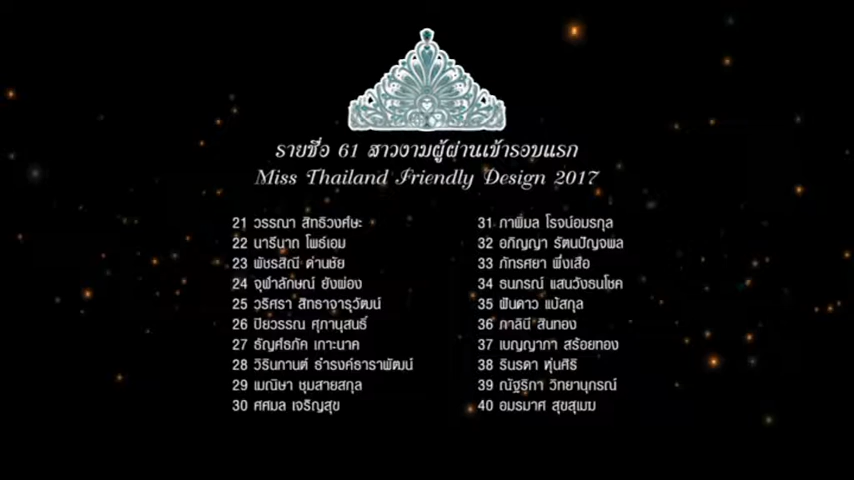 รายชื่อ 61 สาวงามผู้ผ่านเข้ารอบแรก
Miss Thailand Friendly Design 2017
21 วรรณา สิทธิวงศ์ษะ
22 นารีนาถ โพธ์เอม
23 พัชรสณี ด่านชัย
24 จุฬาลักษณ์ ยังผ่อง
25 วริศรา สิทธาจารุวัฒน์
26 ปิยวรรณ ศุภานุสนธิ์
27 ธัญศ์รภัค เกาะนาค
28 วิรินกานต์ ธำรงค์ธาราพัฒน์
29 เมณิษา ชุมสายสกุล
30 ศศมล เจริญสุข
31 ภาพิมล โรจน์อมรกุล
32 อภิญญา รัตนปัญจพล
33 ภัทรศยา พึ่งเสือ
34 ธนภรณ์ แสนวังธนโชค
35 ฟ้นดาว แป้สกุล
36 กาลินี สินทอง
37 เบญญาภา สร้อยทอง
38 รินรดา ทุ่นศิริ
39 ณัฐริกา วิทยานุกรณ์
40 อมรมาศ สุขสุเมฆ